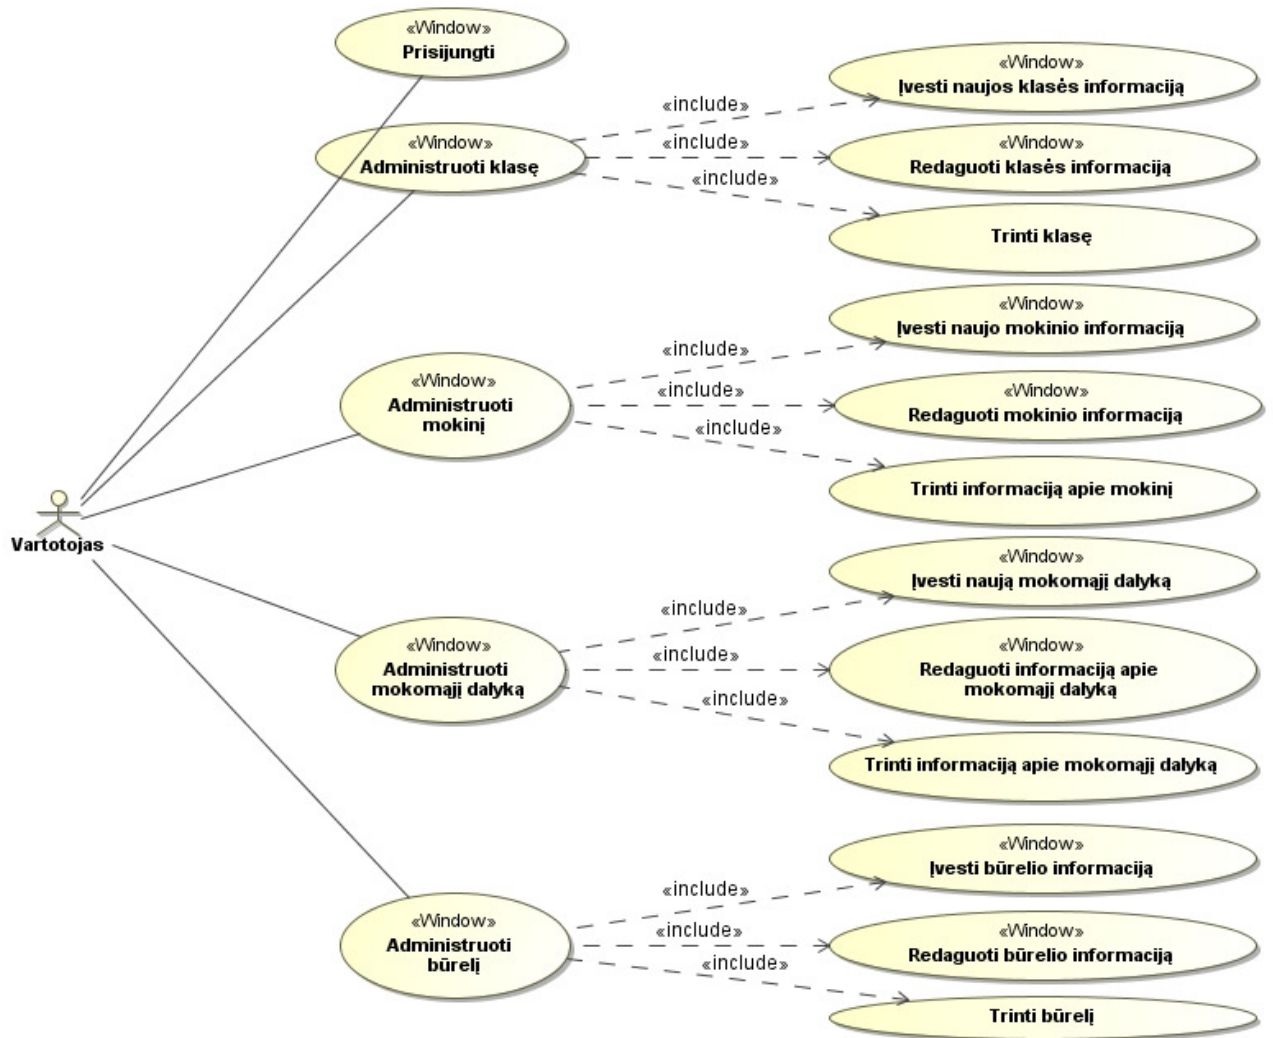 «Window»
Prisijungti
«Window»
Administruoti klasę
«include»
«include»
«include»
«Window»
Įvesti naujos klasės informaciją
«Window»
Redaguoti klasės informaciją
Trinti klasę
«Window»
Administruoti
mokinį
«include»
«include»
«include»
«Window»
Įvesti naujo mokinio informaciją
«Window»
Redaguoti mokinio informaciją
Trinti informaciją apie mokinį
Vartotojas
«Window»
Administruoti
mokomąjį dalyką
«include»
«include»
«include»
«Window»
Įvesti naują mokomąjį dalyką
«Window»
Redaguoti informaciją apie
mokomąjį dalyką
Trinti informaciją apie mokomąjį dalyką
«Window»
Administruoti
būrelį
«include»
«include»
«include»
«Window»
Įvesti būrelio informaciją
«Window»
Redaguoti būrelio informaciją
Trinti būrelį